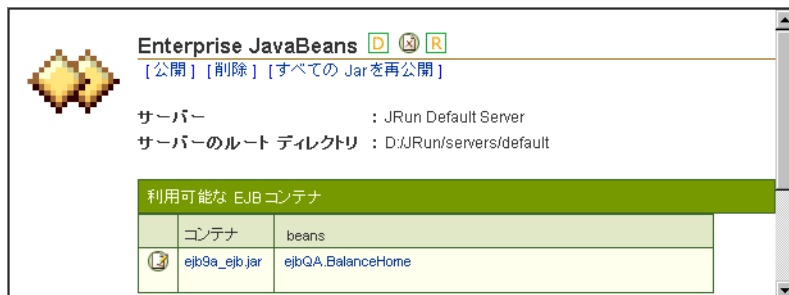 Enterprise JavaBeans D R
[公開] [削除] [すべての Jarを再公開]
サーバー : JRun Default Server
サーバーのルート ディレクトリ : D:/JRun/servers/default
利用可能な EJBコンテナ
コンテナ beans
ejb9a_ejb.jar ejbQA.BalanceHome